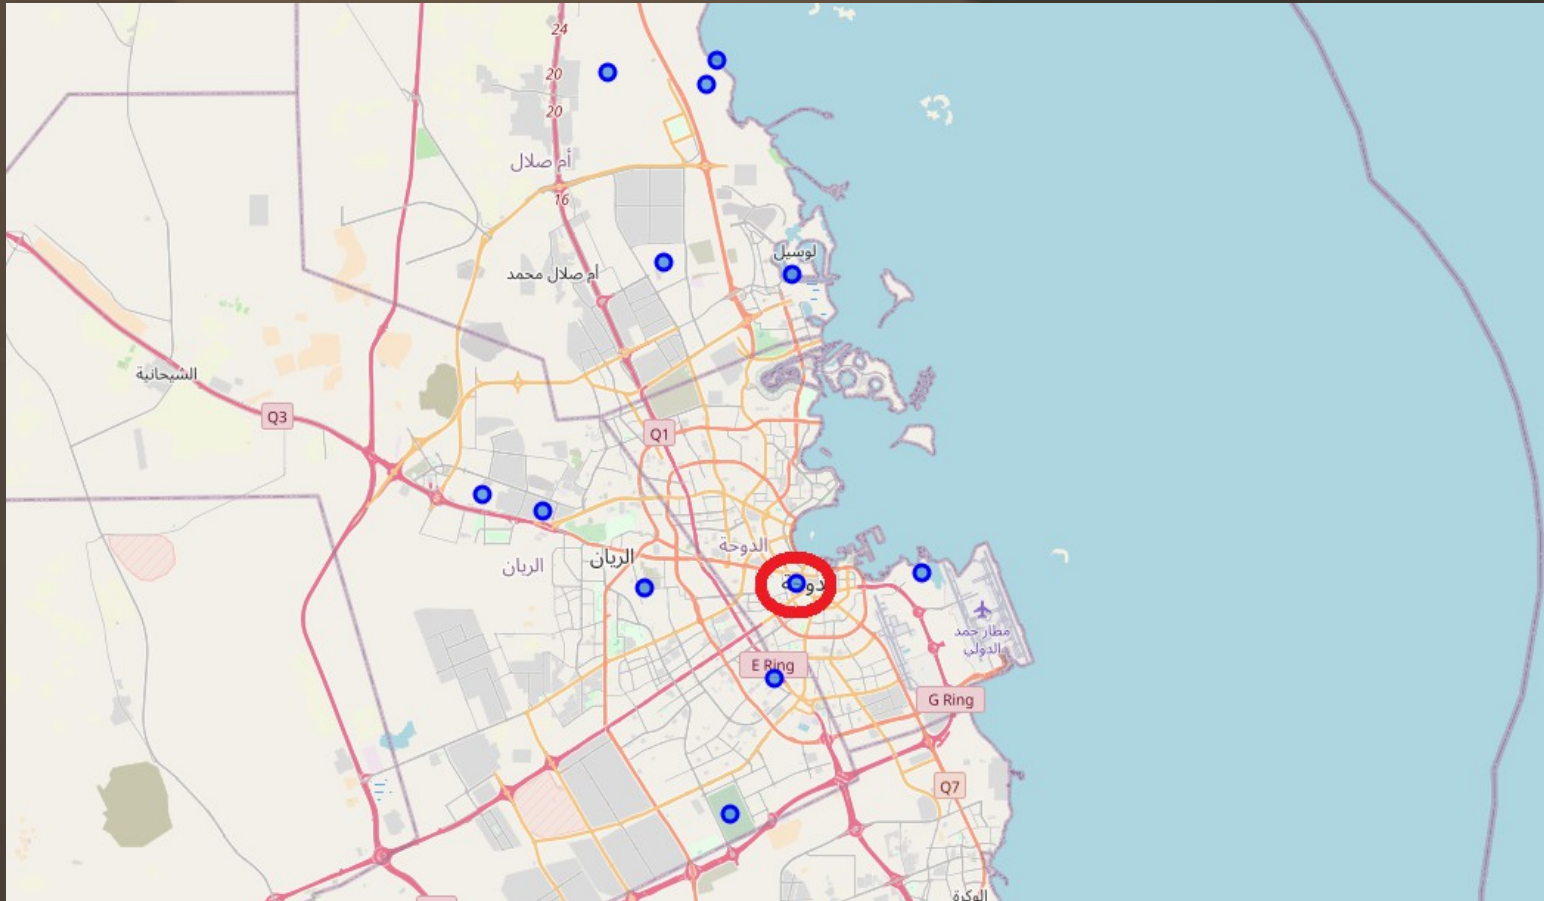 24
20
20
أم صلال
16
لوسيل
أم صلال محمد
الشيحانية
Q3
Q1
الدوحة
الريان
الريان
مطار حمد
الدولي
E Ring
G Ring
Q7
الوكرة